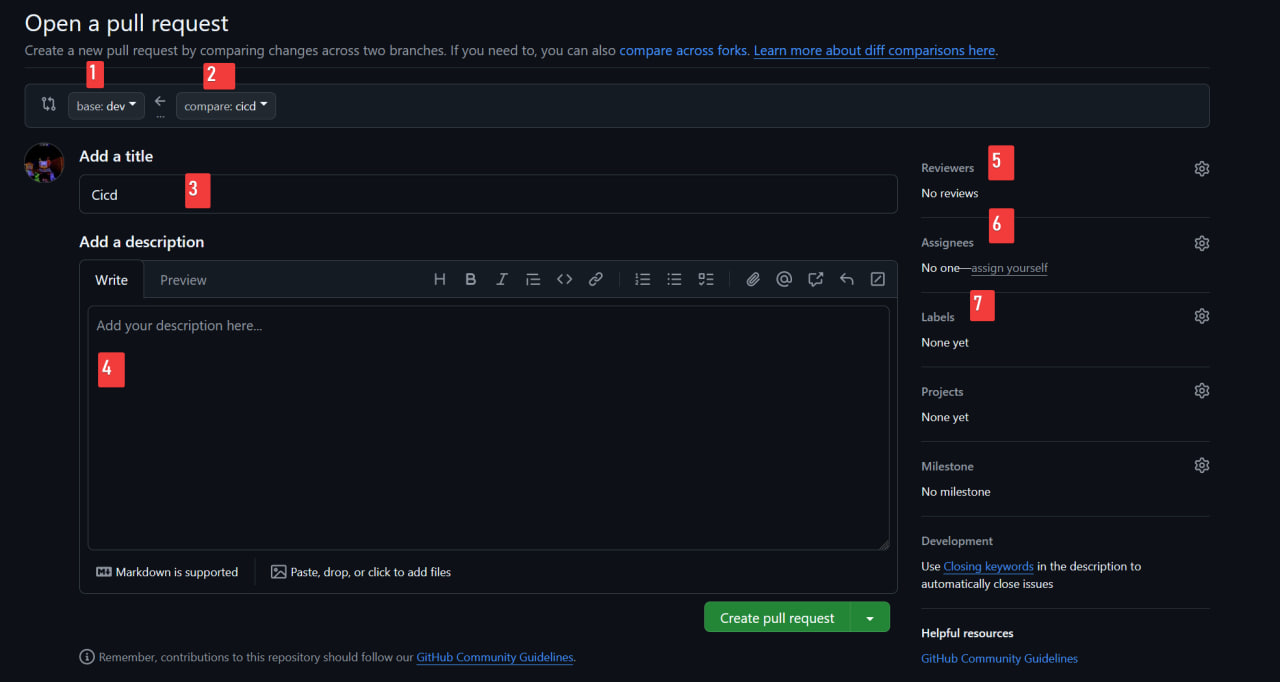 Open a pull request
Create a new pull request by comparing changes across two branches. If you need to, you can also compare across forks. Learn more about diff comparisons here.
1
2
base: dev
...
compare: cicd
Add a title
Cicd
3
Add a description
Write
Preview
H B I
Add your description here...
4
Markdown is supported
Paste, drop, or click to add files
Create pull request
Remember, contributions to this repository should follow our GitHub Community Guidelines.
Reviewers
5
No reviews
6
Assignees
No one—assign yourself
7
Labels
None yet
Projects
None yet
Milestone
No milestone
Development
Use Closing keywords in the description to
automatically close issues
Helpful resources
GitHub Community Guidelines